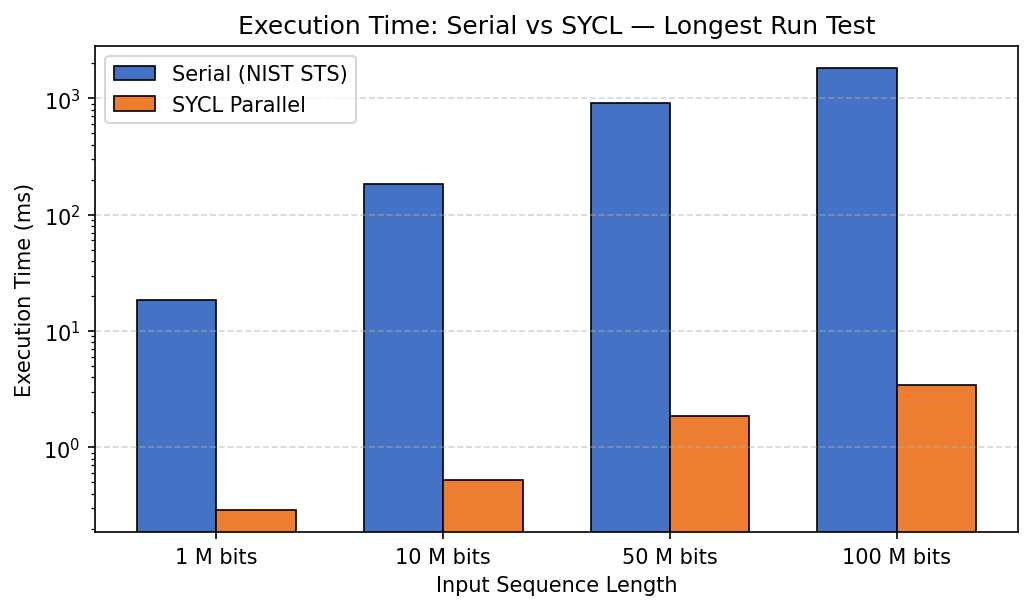 Execution Time: Serial vs SYCL — Longest Run Test
Serial (NIST STS)
SYCL Parallel
Execution Time (ms)
10³
10²
10¹
10⁰
1 M bits
10 M bits
50 M bits
100 M bits
Input Sequence Length